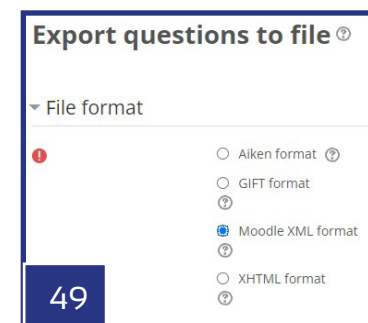 Export questions to file
File format
Aiken format
GIFT format
Moodle XML format
XHTML format
49